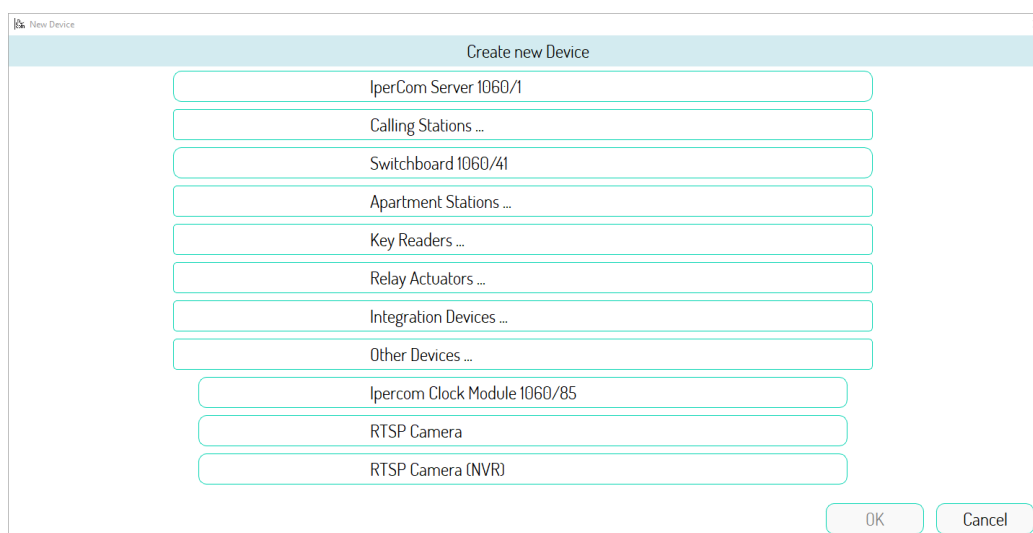 New Device
Create new Device
IperCom Server 1060/1
Calling Stations ...
Switchboard 1060/41
Apartment Stations ...
Key Readers ...
Relay Actuators ...
Integration Devices ...
Other Devices ...
Ipercom Clock Module 1060/85
RTSP Camera
RTSP Camera (NVR)
OK Cancel